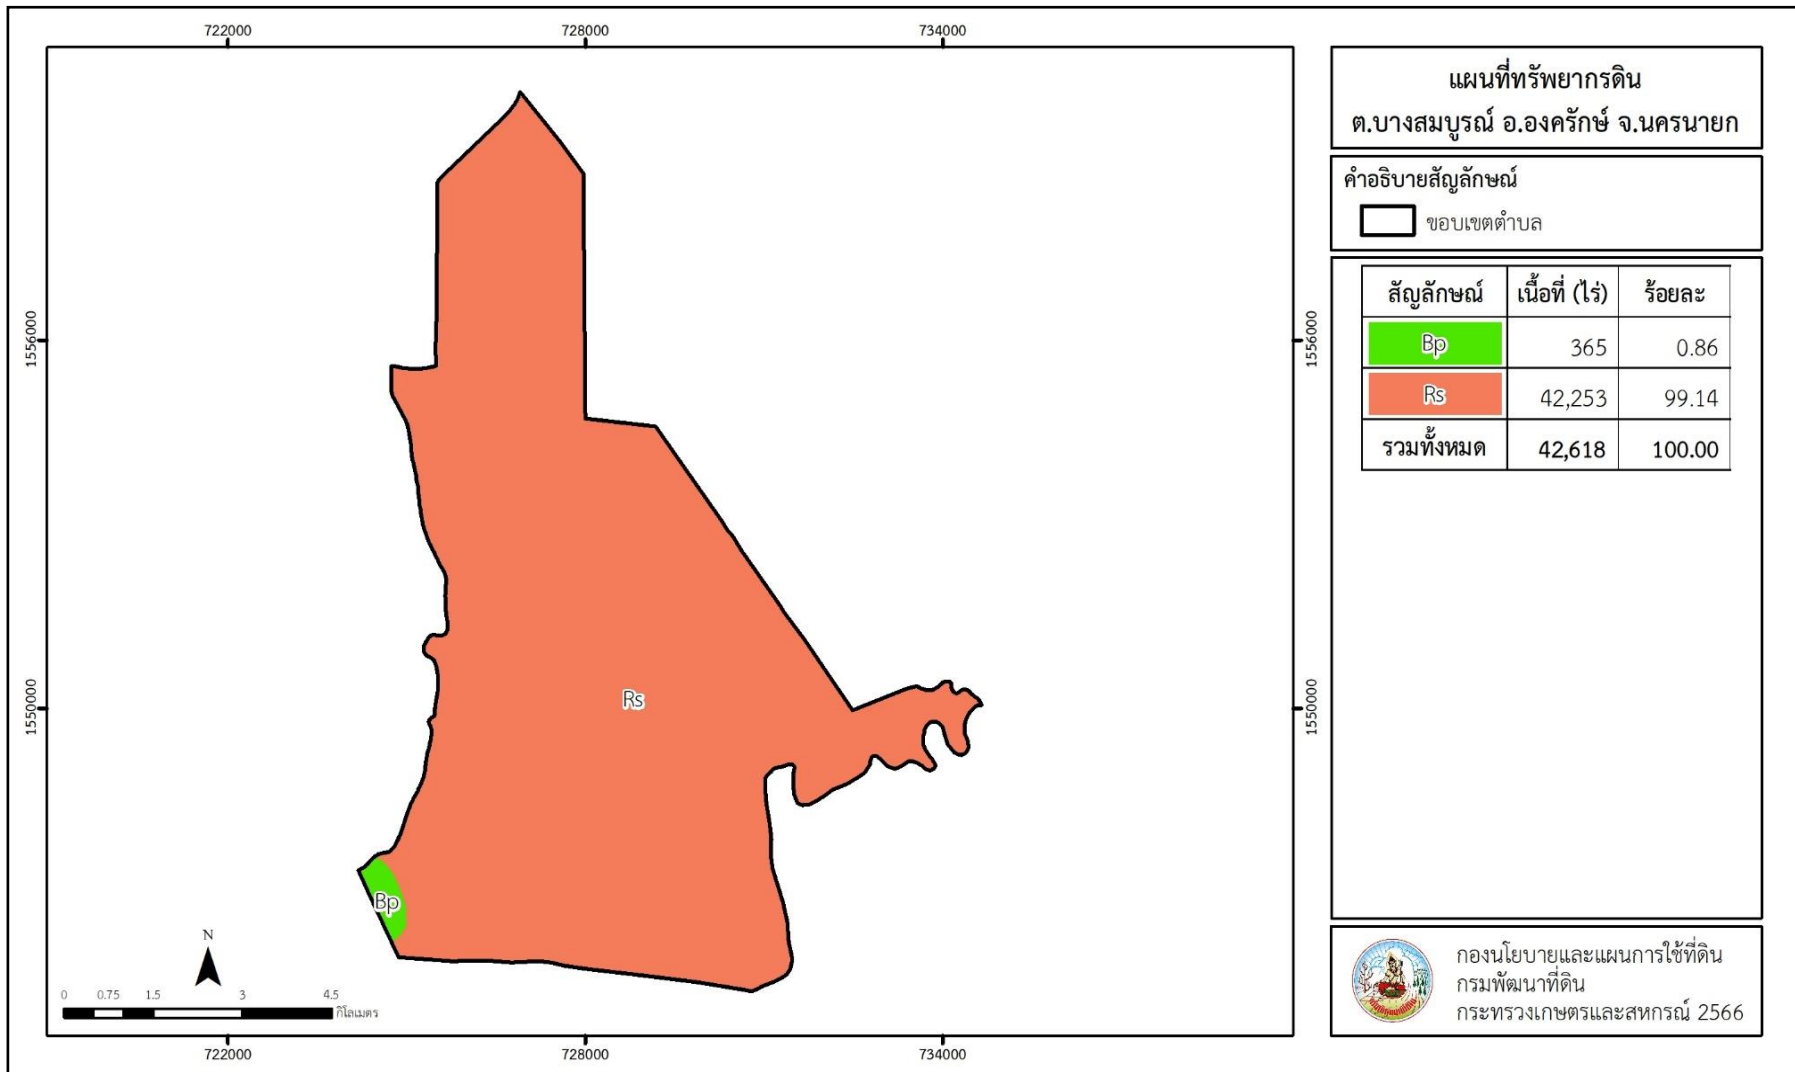 722000
728000
734000
1556000
1556000
1550000
1550000
Rs
Bp
N
0 0.75 1.5 3 4.5
กิโลเมตร
722000
728000
734000
แผนที่ทรัพยากรดิน
ต.บางสมบูรณ์ อ.องครักษ์ จ.นครนายก
คำอธิบายสัญลักษณ์
ขอบเขตตำบล
สัญลักษณ์ เนื้อที่ (ไร่) ร้อยละ
Bp 365 0.86
Rs 42,253 99.14
รวมทั้งหมด 42,618 100.00
กองนโยบายและแผนการใช้ที่ดิน
กรมพัฒนาที่ดิน
กระทรวงเกษตรและสหกรณ์ 2566